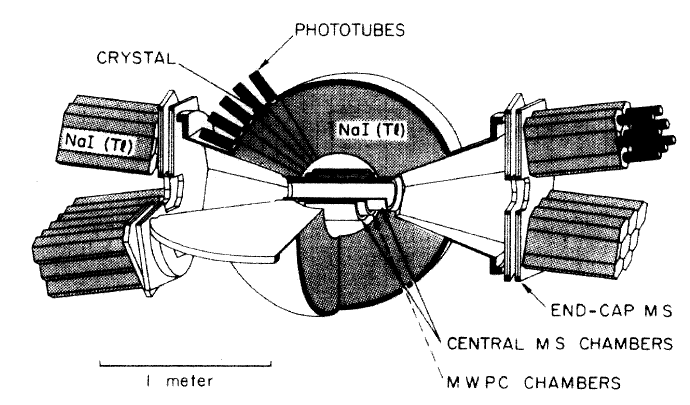 PHOTOTUBES
CRYSTAL
NaI (Tℓ)
NaI (Tℓ)
END-CAP MS
CENTRAL MS CHAMBERS
1 meter
MWPC CHAMBERS